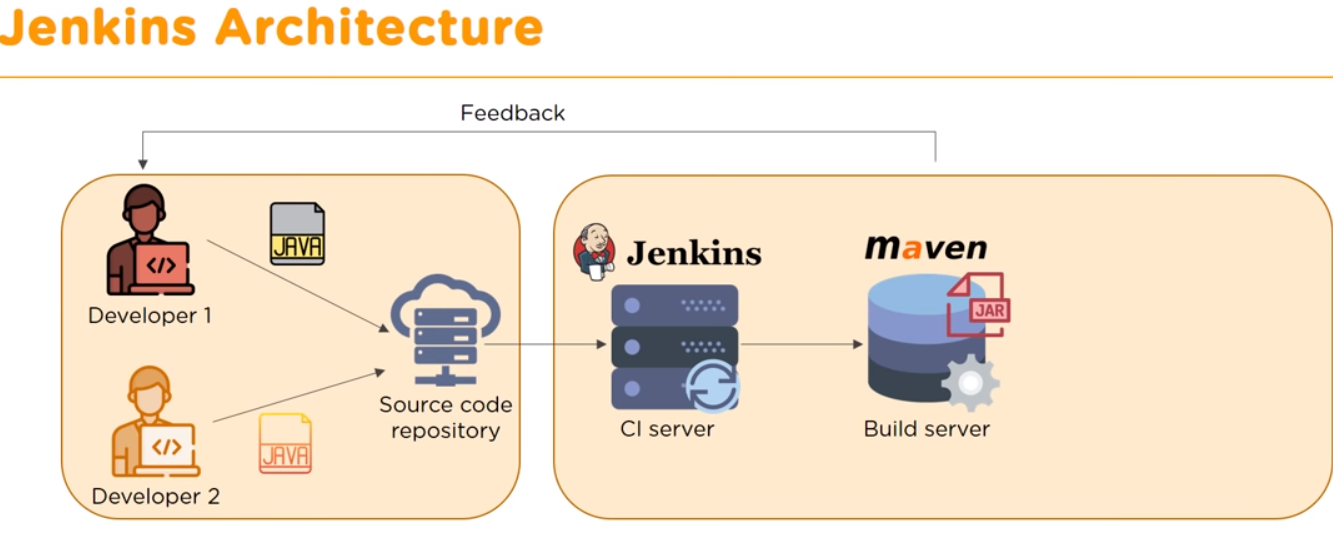 Jenkins Architecture
Feedback
JAVA
Developer 1
Jenkins
maven
JAR
Source code
repository
CI server
Build server
JAVA
Developer 2